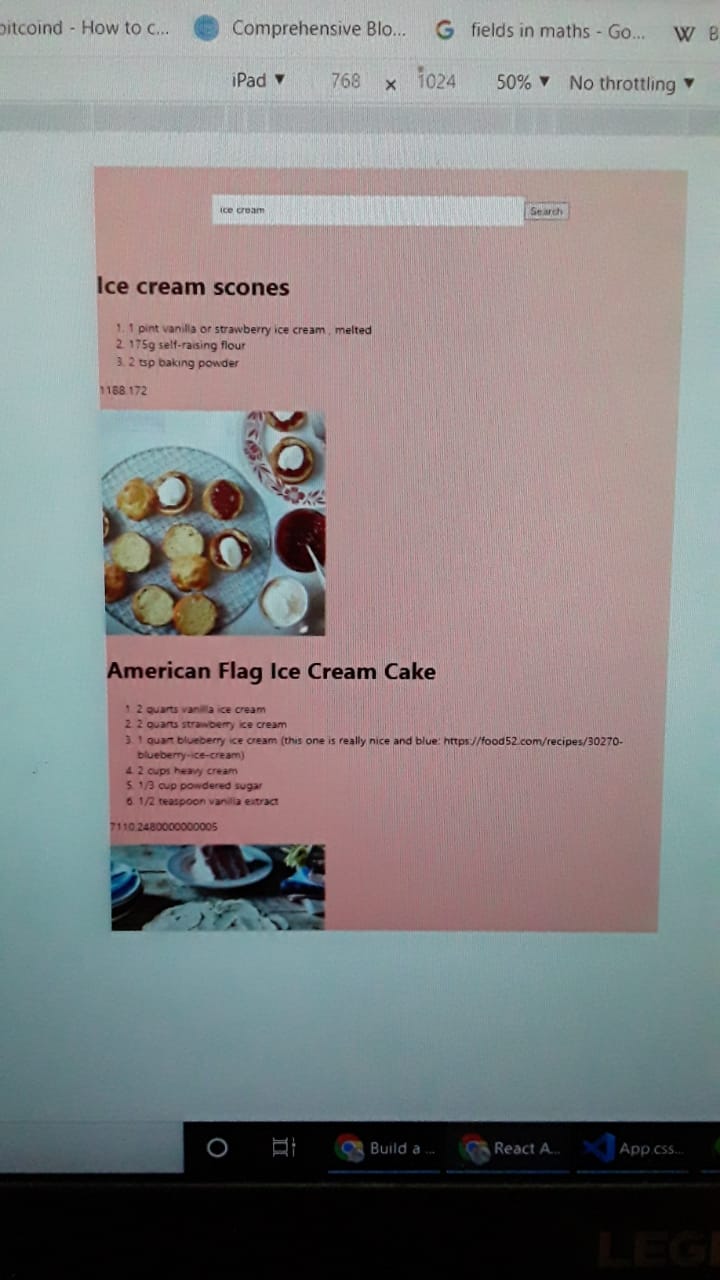 bitcoind - How to c... Comprehensive Blo... G fields in maths - Go... W B
iPad ▼ 768 x 1024 50% ▼ No throttling ▼
ice cream Search
Ice cream scones
1. 1 pint vanilla or strawberry ice cream , melted
2. 175g self-raising flour
3. 2 tsp baking powder
1188.172
American Flag Ice Cream Cake
1. 2 quarts vanilla ice cream
2. 2 quarts strawberry ice cream
3. 1 quart blueberry ice cream (this one is really nice and blue: https://food52.com/recipes/30270-
blueberry-ice-cream)
4. 2 cups heavy cream
5. 1/3 cup powdered sugar
6. 1/2 teaspoon vanilla extract
7110.2480000000005
Build a ... React A... App.css...
LEG